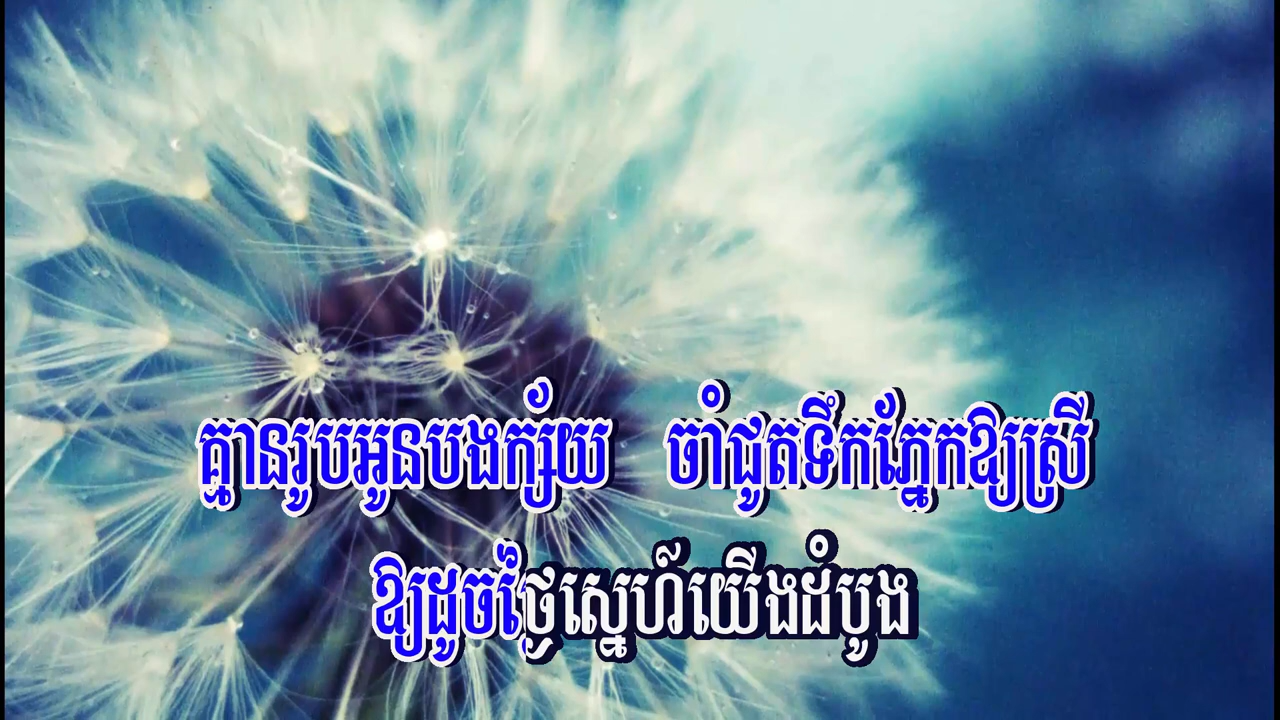 គ្មានរូបអូនបងក្ស័យ ចាំជូតទឹកភ្នែកឱ្យស្រី
ឱ្យដូចថ្ងៃស្នេហ៍យើងដំបូង